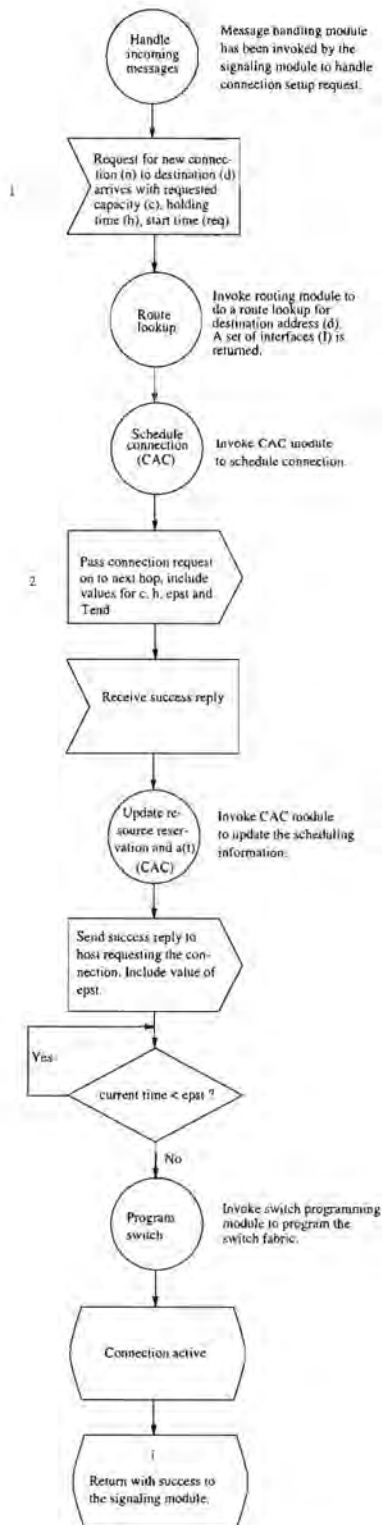 Handle
incoming
messages
Message handling module
has been invoked by the
signaling module to handle
connection setup request.
1
Request for new connec-
tion (n) to destination (d)
arrives with requested
capacity (c), holding
time (h), start time (req)
Route
lookup
Invoke routing module to
do a route lookup for
destination address (d).
A set of interfaces (I) is
returned.
Schedule
connection
(CAC)
Invoke CAC module
to schedule connection
2
Pass connection request
on to next hop, include
values for c, h, epst and
Tend
Receive success reply
Update re-
source reser-
vation and a(t)
(CAC)
Invoke CAC module
to update the scheduling
information.
Send success reply to
host requesting the con-
nection. Include value of
epst.
Yes
current time < epst ?
No
Program
switch
Invoke switch programming
module to program the
switch fabric.
Connection active
Return with success to
the signaling module.